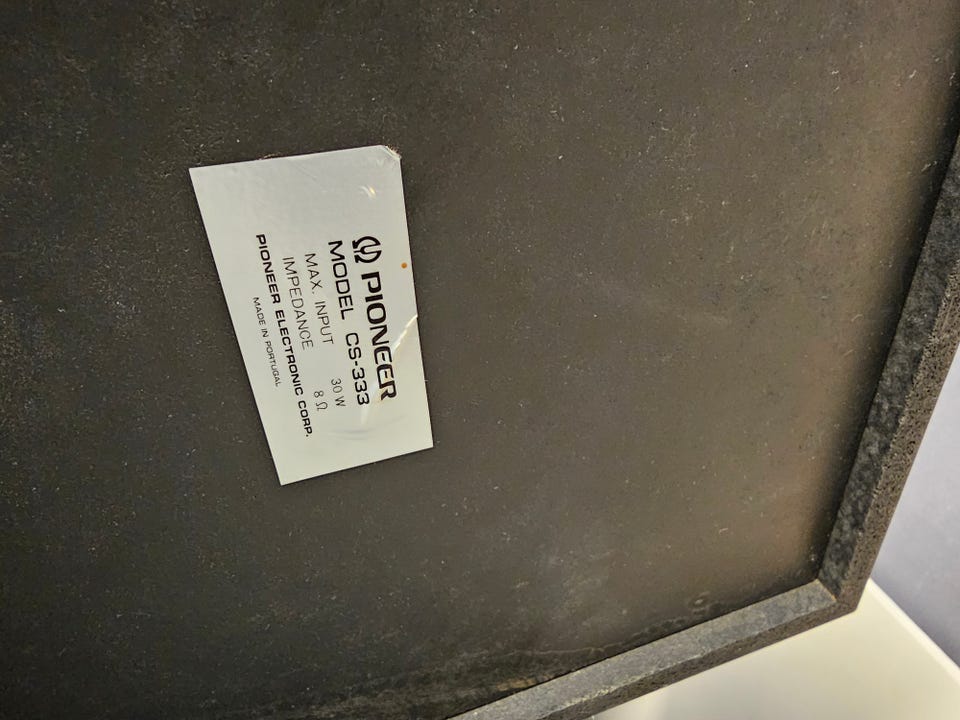 PIONEER
MODEL CS-333
MAX. INPUT 30 W
IMPEDANCE 8 Ω
PIONEER ELECTRONIC CORP.
MADE IN PORTUGAL